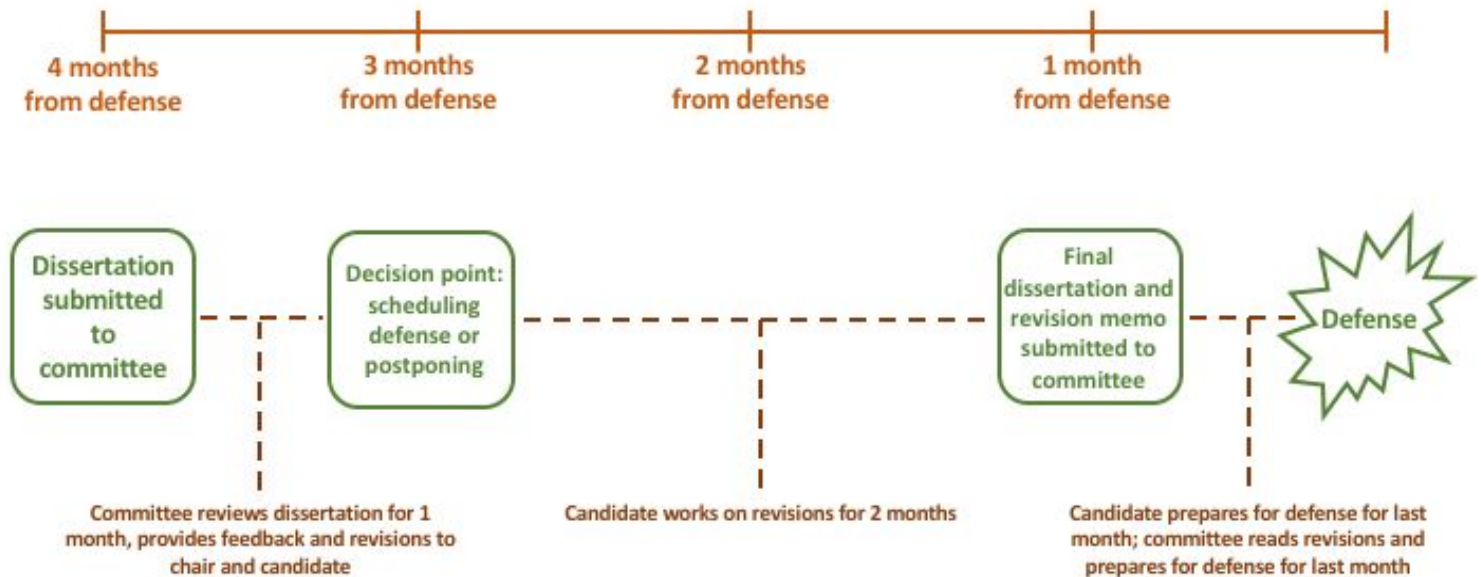 4 months
from defense
3 months
from defense
2 months
from defense
1 month
from defense
Dissertation
submitted
to
committee
Decision point:
scheduling
defense or
postponing
Final
dissertation and
revision memo
submitted to
committee
Defense
Committee reviews dissertation for 1
month, provides feedback and revisions to
chair and candidate
Candidate works on revisions for 2 months
Candidate prepares for defense for last
month; committee reads revisions and
prepares for defense for last month